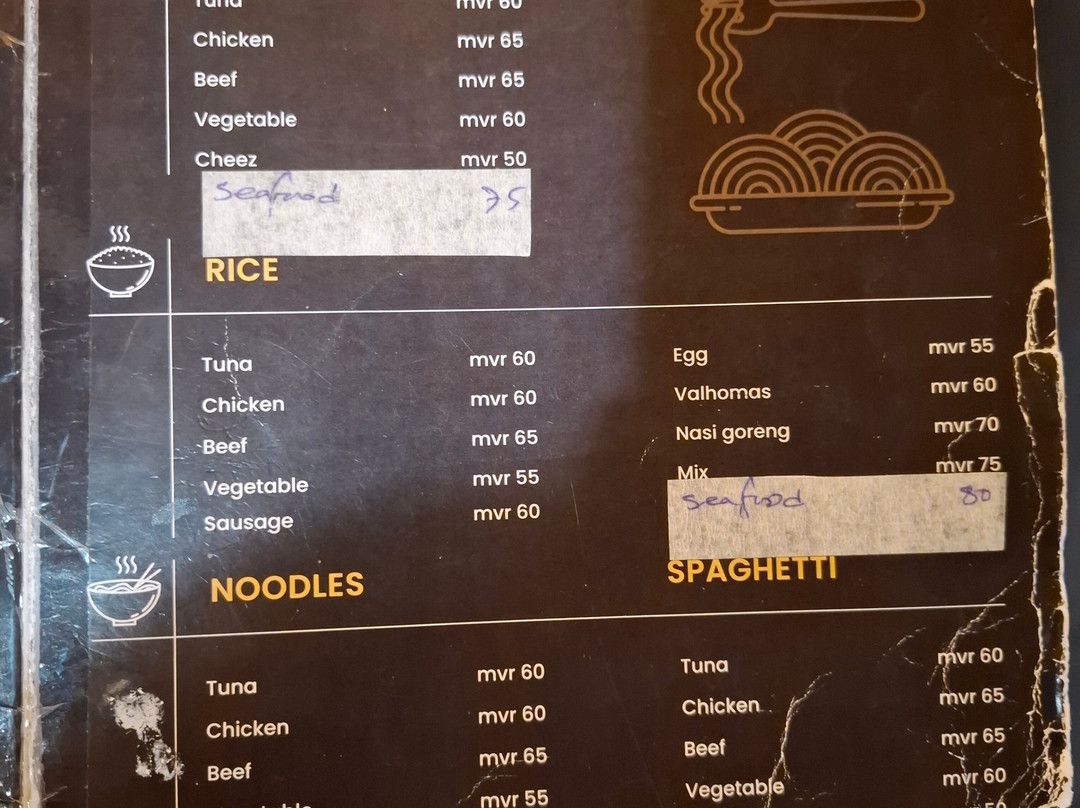 Tuna mvr 60
Chicken mvr 65
Beef mvr 65
Vegetable mvr 60
Cheez mvr 50
seafood 75
RICE
Tuna mvr 60
Chicken mvr 60
Beef mvr 65
Vegetable mvr 55
Sausage mvr 60
Egg mvr 55
Valhomas mvr 60
Nasi goreng mvr 70
Mix mvr 75
seafood 80
NOODLES
Tuna mvr 60
Chicken mvr 60
Beef mvr 65
mvr 55
SPAGHETTI
Tuna mvr 60
Chicken mvr 65
Beef mvr 65
Vegetable mvr 60